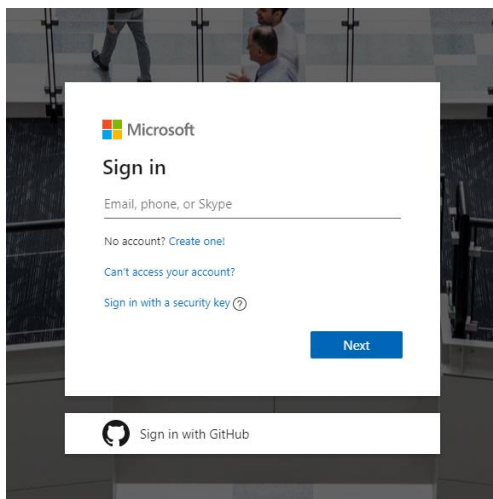 Microsoft
Sign in
Email, phone, or Skype
No account? Create one!
Can't access your account?
Sign in with a security key
Next
Sign in with GitHub